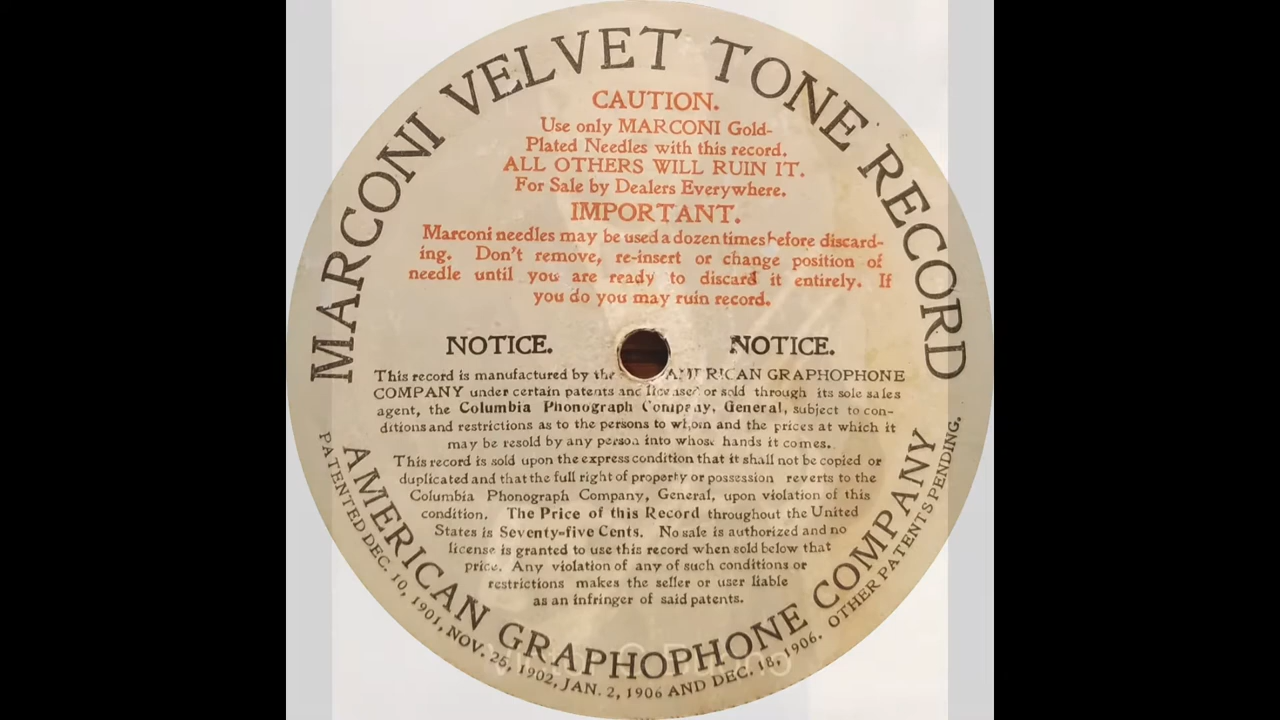 MARCONI VELVET TONE RECORD
CAUTION.
Use only MARCONI Gold-
Plated Needles with this record.
ALL OTHERS WILL RUIN IT.
For Sale by Dealers Everywhere.
IMPORTANT.
Marconi needles may be used a dozen times before discard-
ing. Don't remove, re-insert or change position of
needle until you are ready to discard it entirely. If
you do you may ruin record.
NOTICE. NOTICE.
This record is manufactured by the AMERICAN GRAPHOPHONE
COMPANY under certain patents and licensed or sold through its sole sales
agent, the Columbia Phonograph Company, General, subject to con-
ditions and restrictions as to the persons to whom and the prices at which it
may be resold by any person into whose hands it comes.
This record is sold upon the express condition that it shall not be copied or
duplicated and that the full right of property or possession reverts to the
Columbia Phonograph Company, General, upon violation of this
condition. The Price of this Record throughout the United
States is Seventy-five Cents. No sale is authorized and no
license is granted to use this record when sold below that
price. Any violation of any of such conditions or
restrictions makes the seller or user liable
as an infringer of said patents.
AMERICAN GRAPHOPHONE COMPANY
PATENTED DEC. 10, 1901, NOV. 25, 1902, JAN. 2, 1906 AND DEC. 18, 1906. OTHER PATENTS PENDING.